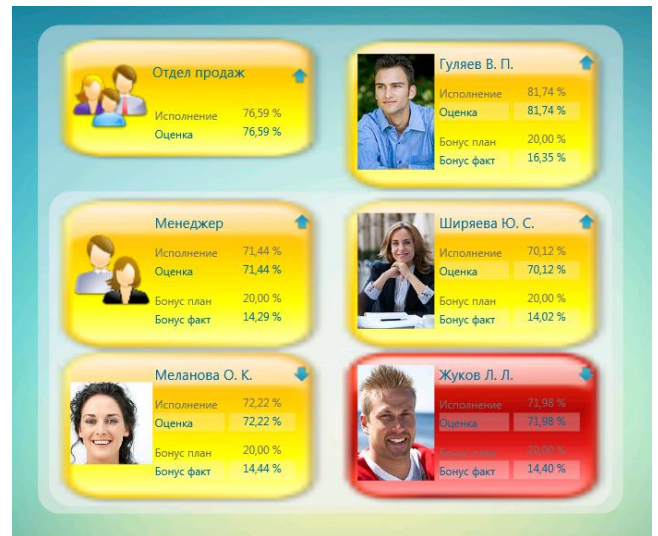 Отдел продаж
Исполнение 76,59 %
Оценка 76,59 %
Гуляев В. П.
Исполнение 81,74 %
Оценка 81,74 %
Бонус план 20,00 %
Бонус факт 16,35 %
Менеджер
Исполнение 71,44 %
Оценка 71,44 %
Бонус план 20,00 %
Бонус факт 14,29 %
Ширяева Ю. С.
Исполнение 70,12 %
Оценка 70,12 %
Бонус план 20,00 %
Бонус факт 14,02 %
Меланова О. К.
Исполнение 72,22 %
Оценка 72,22 %
Бонус план 20,00 %
Бонус факт 14,44 %
Жуков Л. Л.
Исполнение 71,98 %
Оценка 71,98 %
Бонус план 20,00 %
Бонус факт 14,40 %